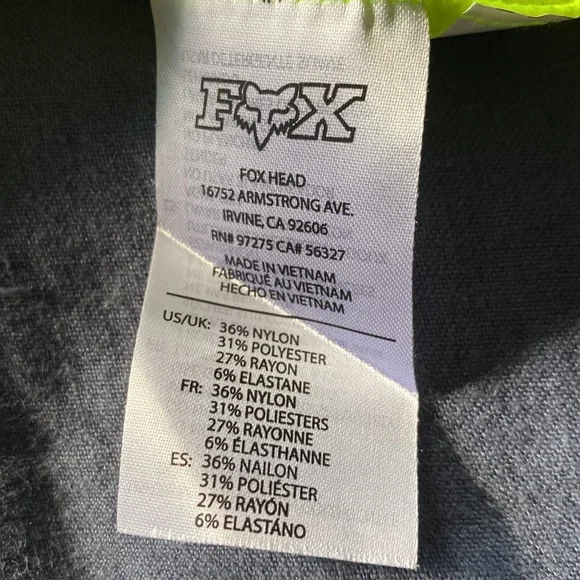 FOX
FOX HEAD
16752 ARMSTRONG AVE.
IRVINE, CA 92606
RN# 97275 CA# 56327
MADE IN VIETNAM
FABRIQUÉ AU VIETNAM
HECHO EN VIETNAM
US/UK: 36% NYLON
31% POLYESTER
27% RAYON
6% ELASTANE
FR: 36% NYLON
31% POLIESTERS
27% RAYONNE
6% ÉLASTHANNE
ES: 36% NAILON
31% POLIÉSTER
27% RAYÓN
6% ELASTÁNO